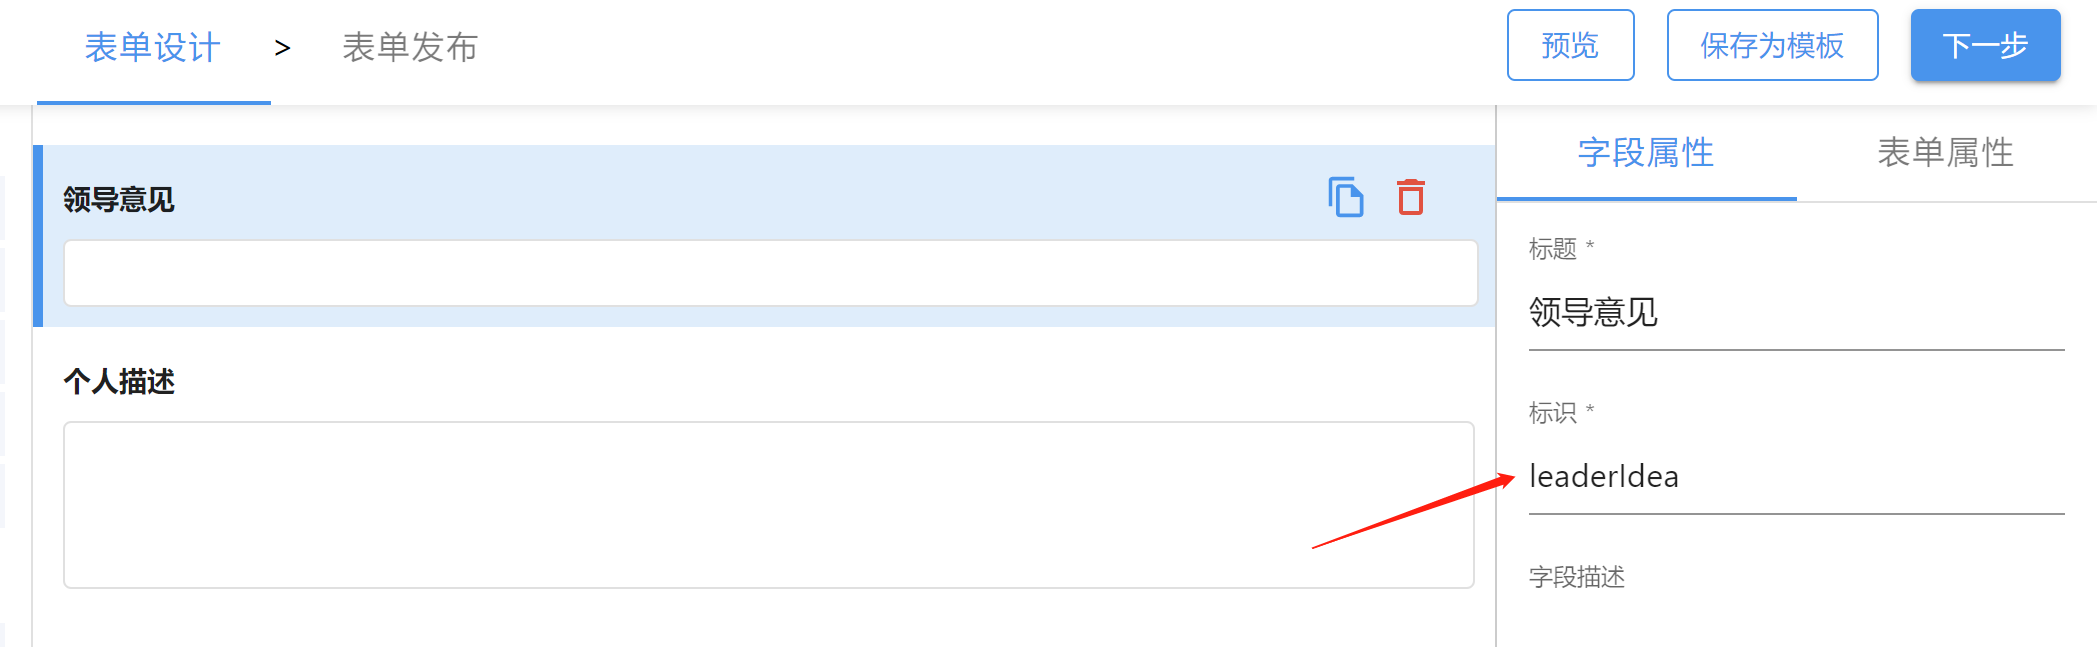 表单设计 > 表单发布
预览 保存为模板 下一步
字段属性 表单属性
领导意见
标题 *
领导意见
个人描述
标识 *
leaderIdea
字段描述